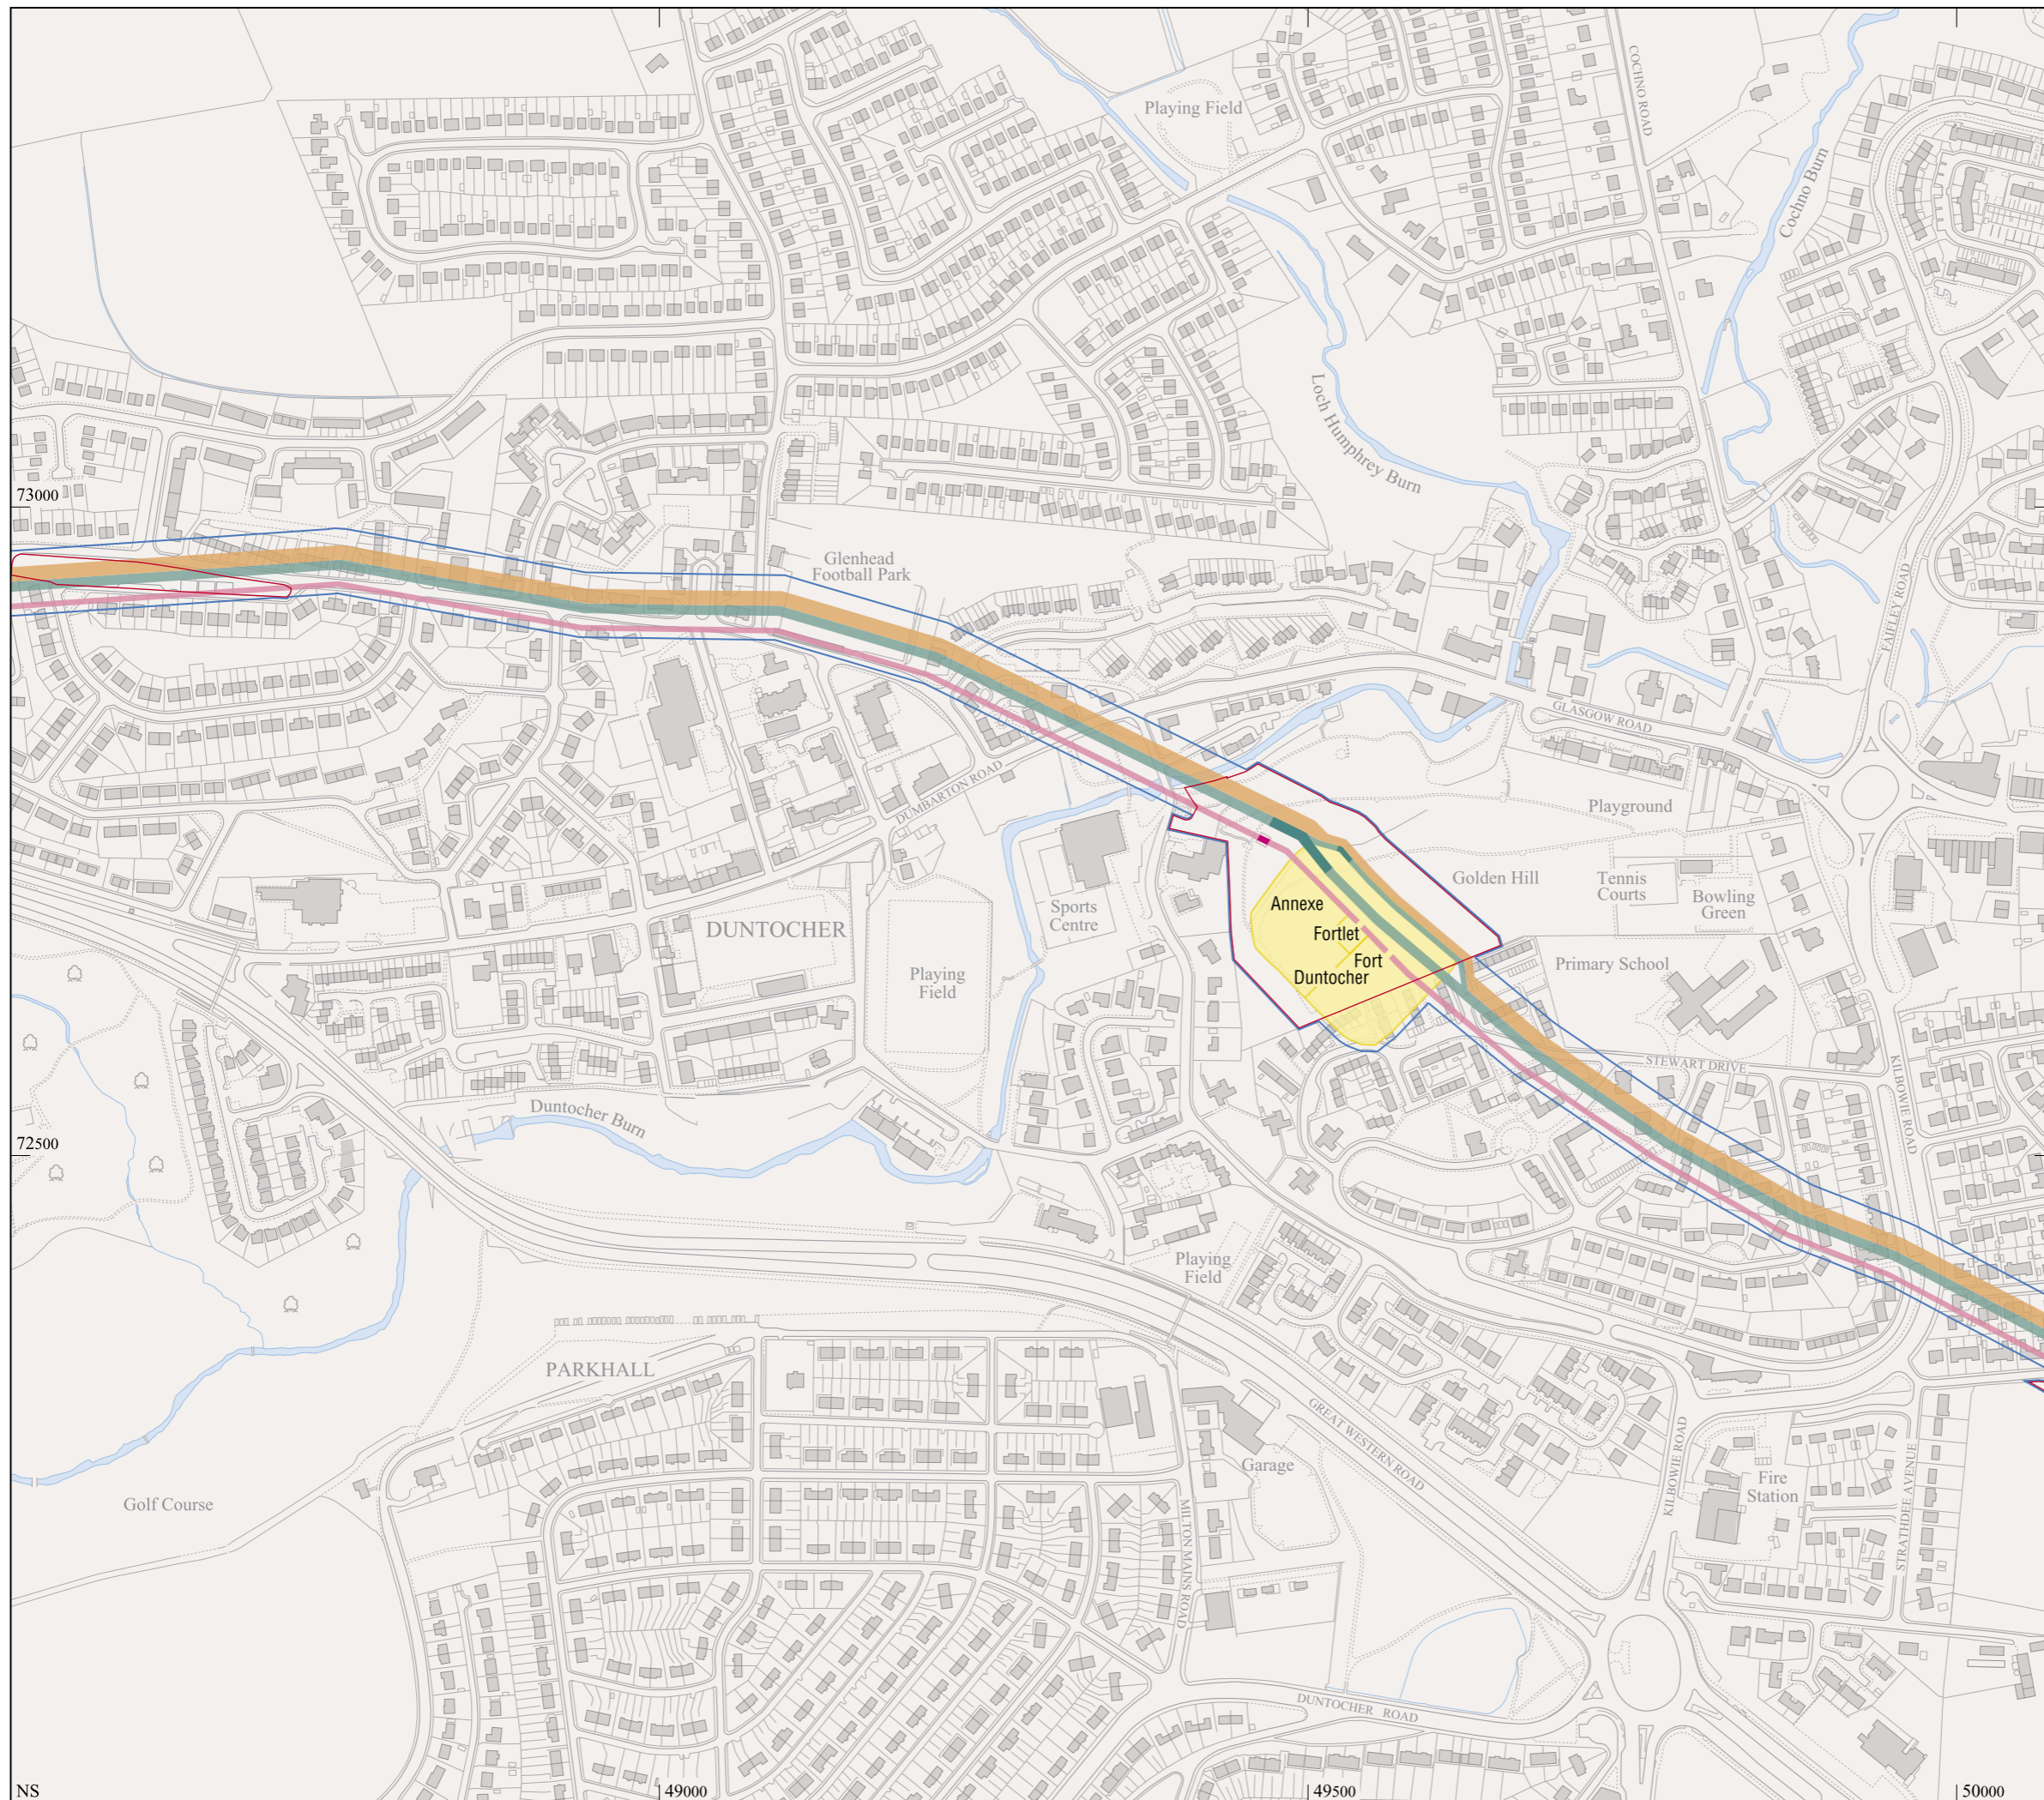 Playing Field
COCHNO ROAD
Cochno Burn
Loch Humphrey Burn
73000
Glenhead
Football Park
FAIFLEY ROAD
GLASGOW ROAD
DUMBARTON ROAD
Playground
Golden Hill
Tennis
Courts
Bowling
Green
Annexe
Sports
Centre
DUNTOCHER
Fortlet
Fort
Duntocher
Primary School
Playing
Field
STEWART DRIVE
KILBOWIE ROAD
Duntocher Burn
72500
Playing
Field
PARKHALL
GREAT WESTERN ROAD
KILBOWIE ROAD
Garage
Fire
Station
STRATHDEE AVENUE
Golf Course
MILTON MAINS ROAD
DUNTOCHER ROAD
NS
49000
49500
50000